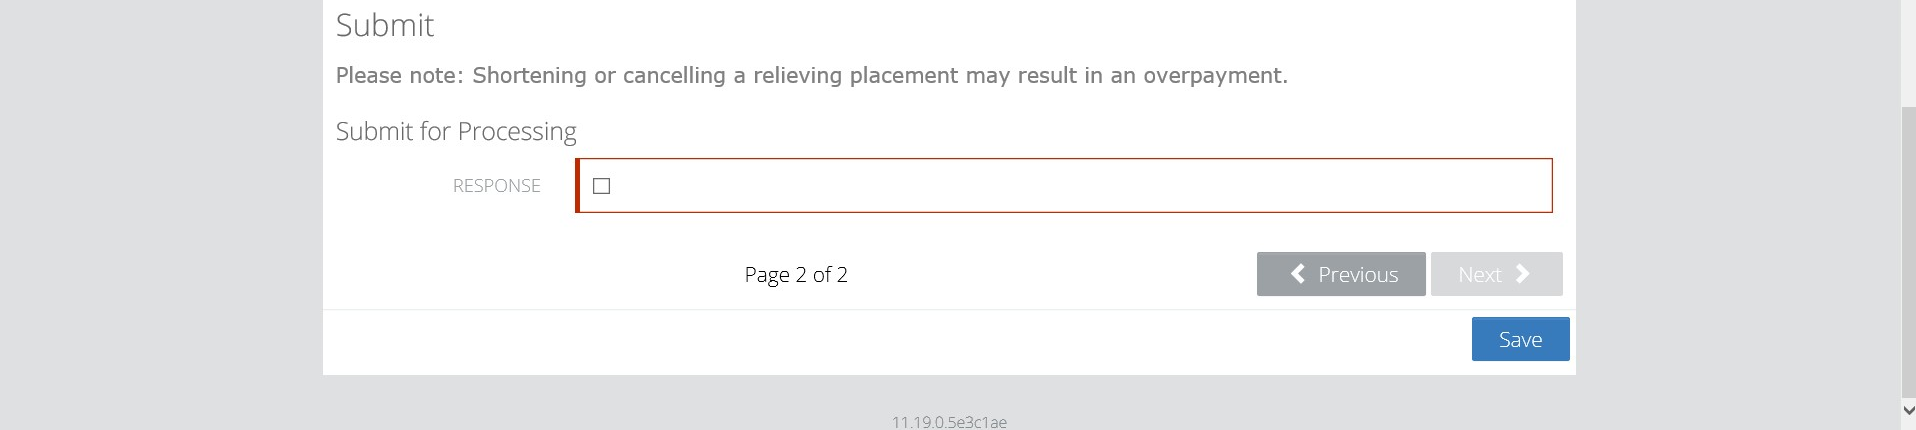 Submit
Please note: Shortening or cancelling a relieving placement may result in an overpayment.
Submit for Processing
RESPONSE
Page 2 of 2
Previous
Next
Save
11.19.0.5e3c1ae